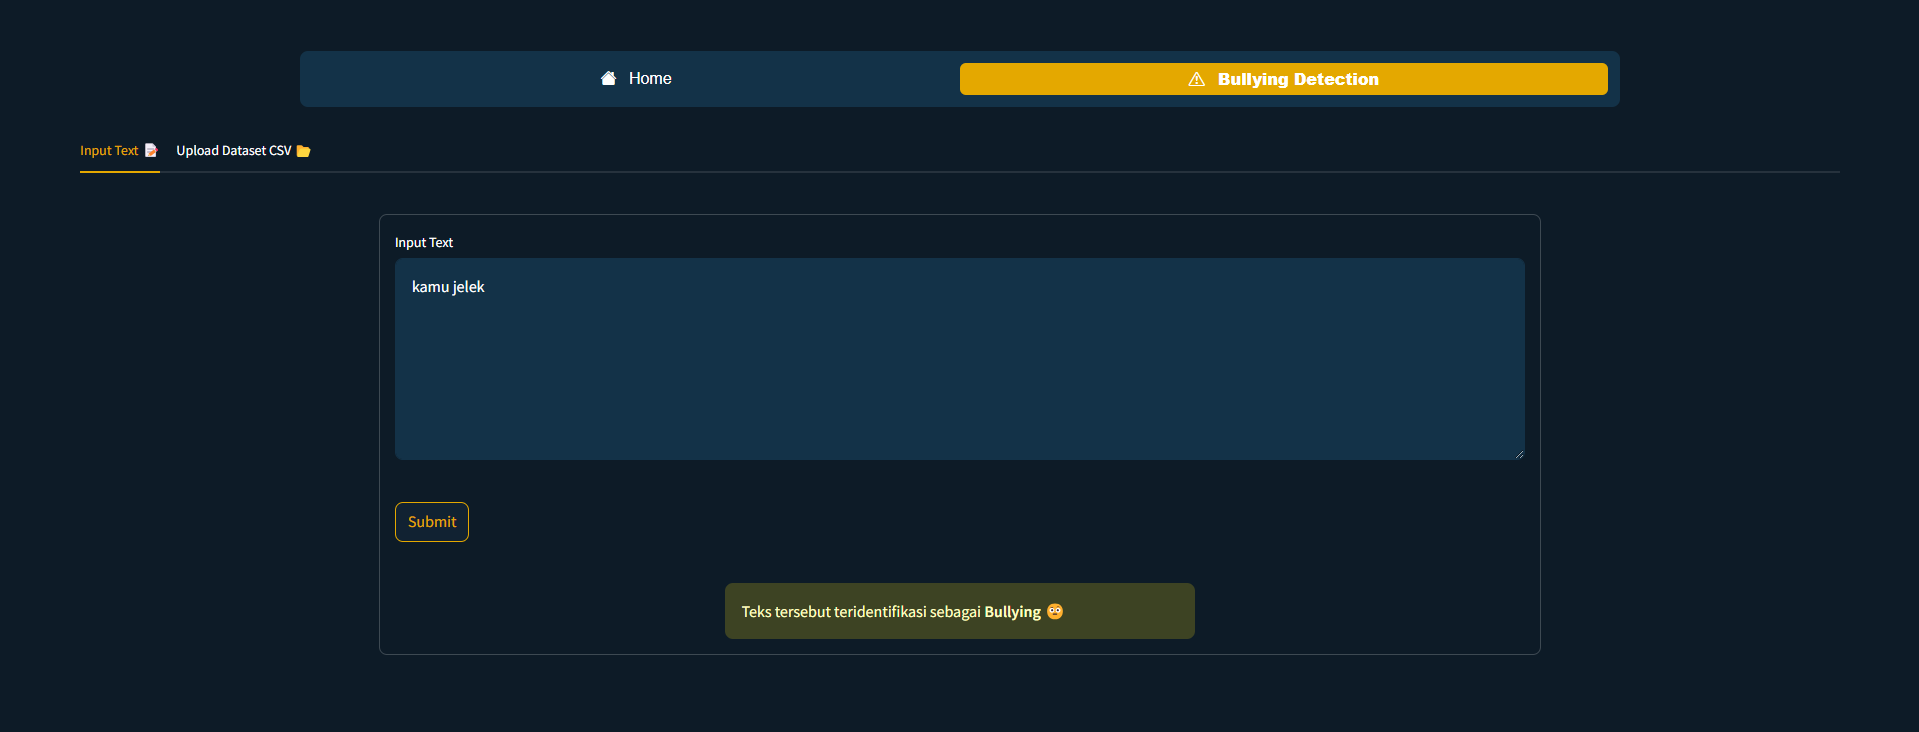 Home
Bullying Detection
Input Text
Upload Dataset CSV
Input Text
kamu jelek
Submit
Teks tersebut teridentifikasi sebagai Bullying